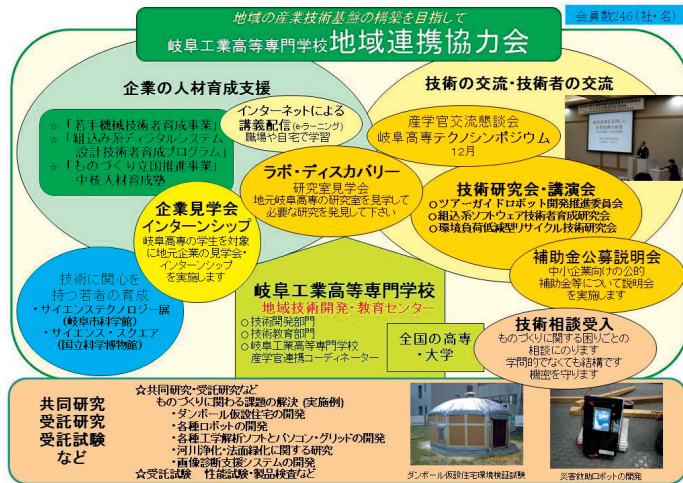 地域の産業技術基盤の構築を目指して
岐阜工業高等専門学校地域連携協力会
会員数246(社・名)
企業の人材育成支援
☆「若手機械技術者育成事業」
☆「組込み系ディジタルシステム
設計技術者育成プログラム」
☆「ものづくり立国推進事業」
中核人材育成塾
インターネットによる
講義配信(e-ラーニング)
職場や自宅で学習
技術の交流・技術者の交流
産学官交流懇談会
岐阜高専テクノシンポジウム
12月
ラボ・ディスカバリー
研究室見学会
地元岐阜高専の研究室を見学して
必要な研究を発見して下さい
技術研究会・講演会
○ツアーガイドロボット開発推進委員会
○組込系ソフトウェア技術者育成研究会
○環境負荷低減型リサイクル技術研究会
企業見学会
インターンシップ
岐阜高専の学生を対象
に地元企業の見学会・
インターンシップ
を実施します
補助金公募説明会
中小企業向けの公的
補助金等について説明会
を実施します
技術に関心を
持つ若者の育成
・サイエンステクノロジー展
(岐阜市科学館)
・サイエンス・スクエア
(国立科学博物館)
岐阜工業高等専門学校
地域技術開発・教育センター
○技術開発部門
○技術教育部門
○岐阜工業高等専門学校
産学官連携コーディネーター
全国の高専
・大学
技術相談受入
ものづくりに関する困りごとの
相談にのります
学問的でなくても結構です
機密を守ります
共同研究
受託研究
受託試験
など
☆共同研究・受託研究など
ものづくりに関わる課題の解決(実施例)
・ダンボール仮設住宅の開発
・各種ロボットの開発
・各種工学解析ソフトとパソコン・グリッドの開発
・河川浄化・法面緑化に関する研究
・画像診断支援システムの開発
☆受託試験 性能試験・製品検査など
ダンボール仮設住宅環境検証試験
災害救助ロボットの開発